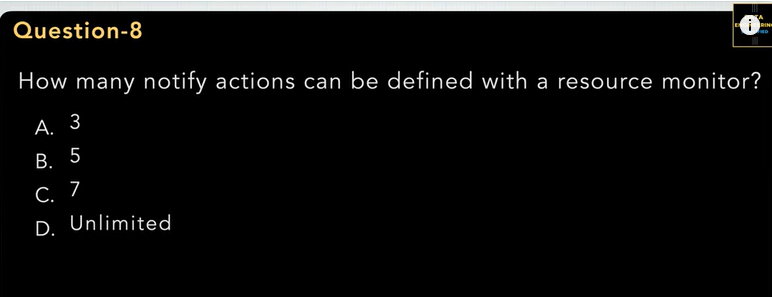 Question-8
How many notify actions can be defined with a resource monitor?
A. 3
B. 5
C. 7
D. Unlimited